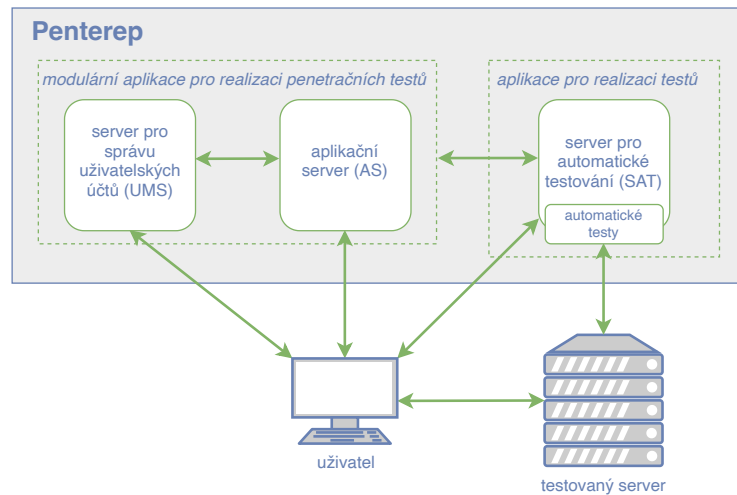 Penterep
modulární aplikace pro realizaci penetračních testů
aplikace pro realizaci testů
server pro
správu
uživatelských
účtů (UMS)
aplikační
server (AS)
server pro
automatické
testování (SAT)
automatické
testy
uživatel
testovaný server